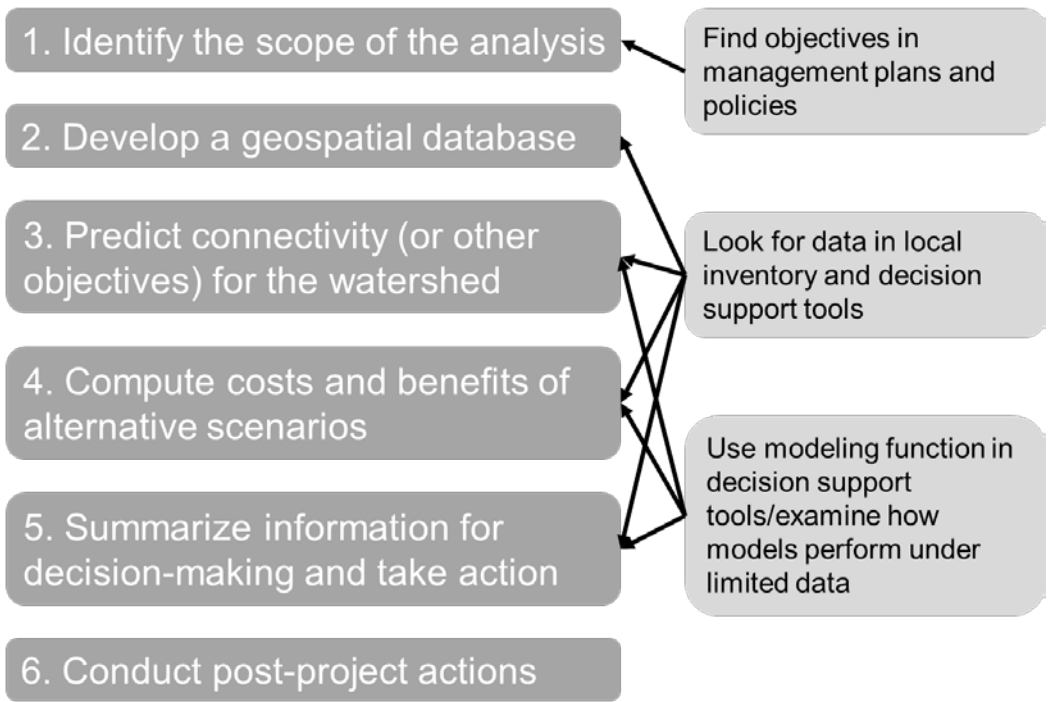 1. Identify the scope of the analysis
2. Develop a geospatial database
3. Predict connectivity (or other
objectives) for the watershed
4. Compute costs and benefits of
alternative scenarios
5. Summarize information for
decision-making and take action
6. Conduct post-project actions
Find objectives in
management plans and
policies
Look for data in local
inventory and decision
support tools
Use modeling function in
decision support
tools/examine how
models perform under
limited data